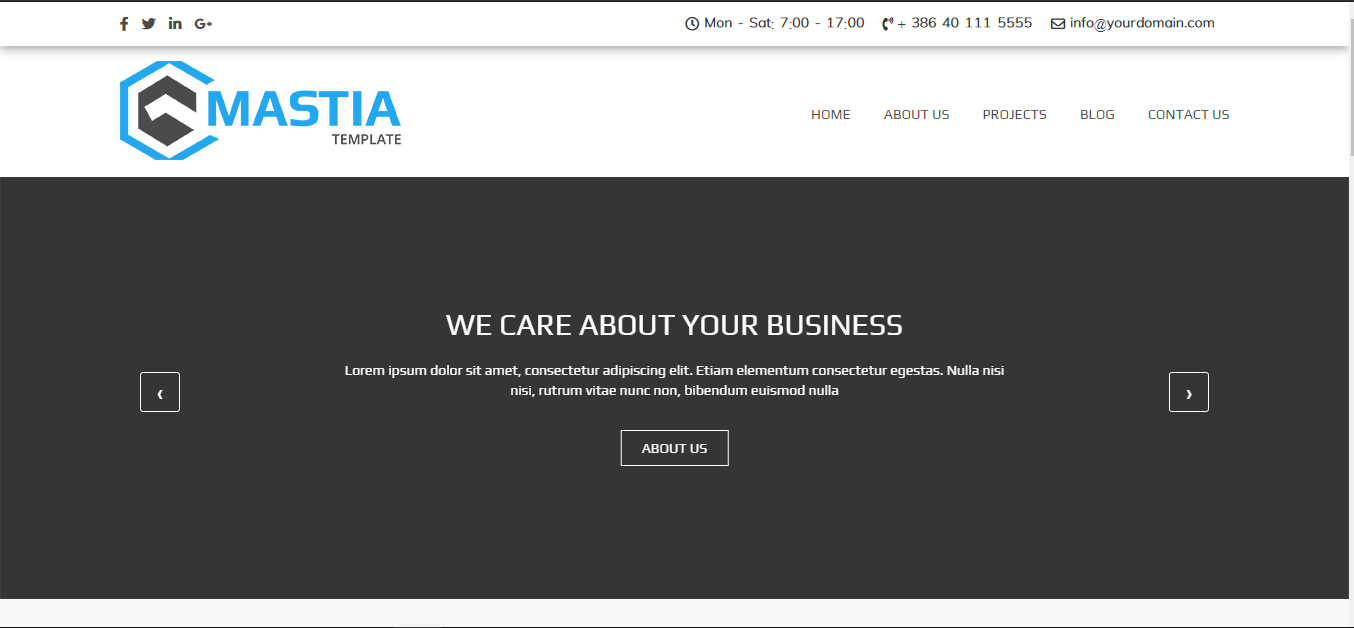 Mon - Sat: 7:00 - 17:00
+ 386 40 111 5555
info@yourdomain.com
MASTIA
TEMPLATE
HOME
ABOUT US
PROJECTS
BLOG
CONTACT US
WE CARE ABOUT YOUR BUSINESS
Lorem ipsum dolor sit amet, consectetur adipiscing elit. Etiam elementum consectetur egestas. Nulla nisi
nisi, rutrum vitae nunc non, bibendum euismod nulla
‹
›
ABOUT US